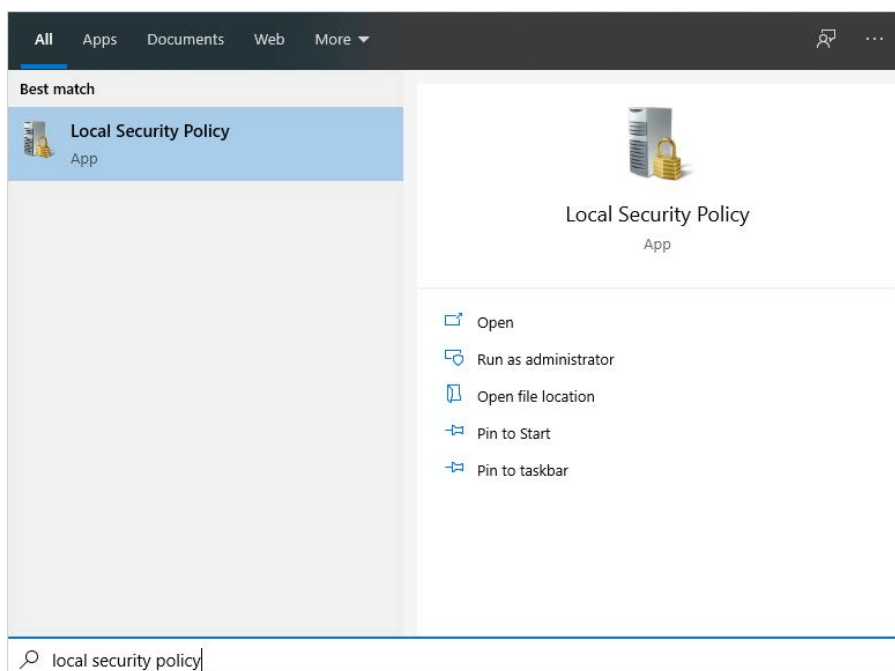 All Apps Documents Web More
Best match
Local Security Policy
App
Local Security Policy
App
Open
Run as administrator
Open file location
Pin to Start
Pin to taskbar
local security policy